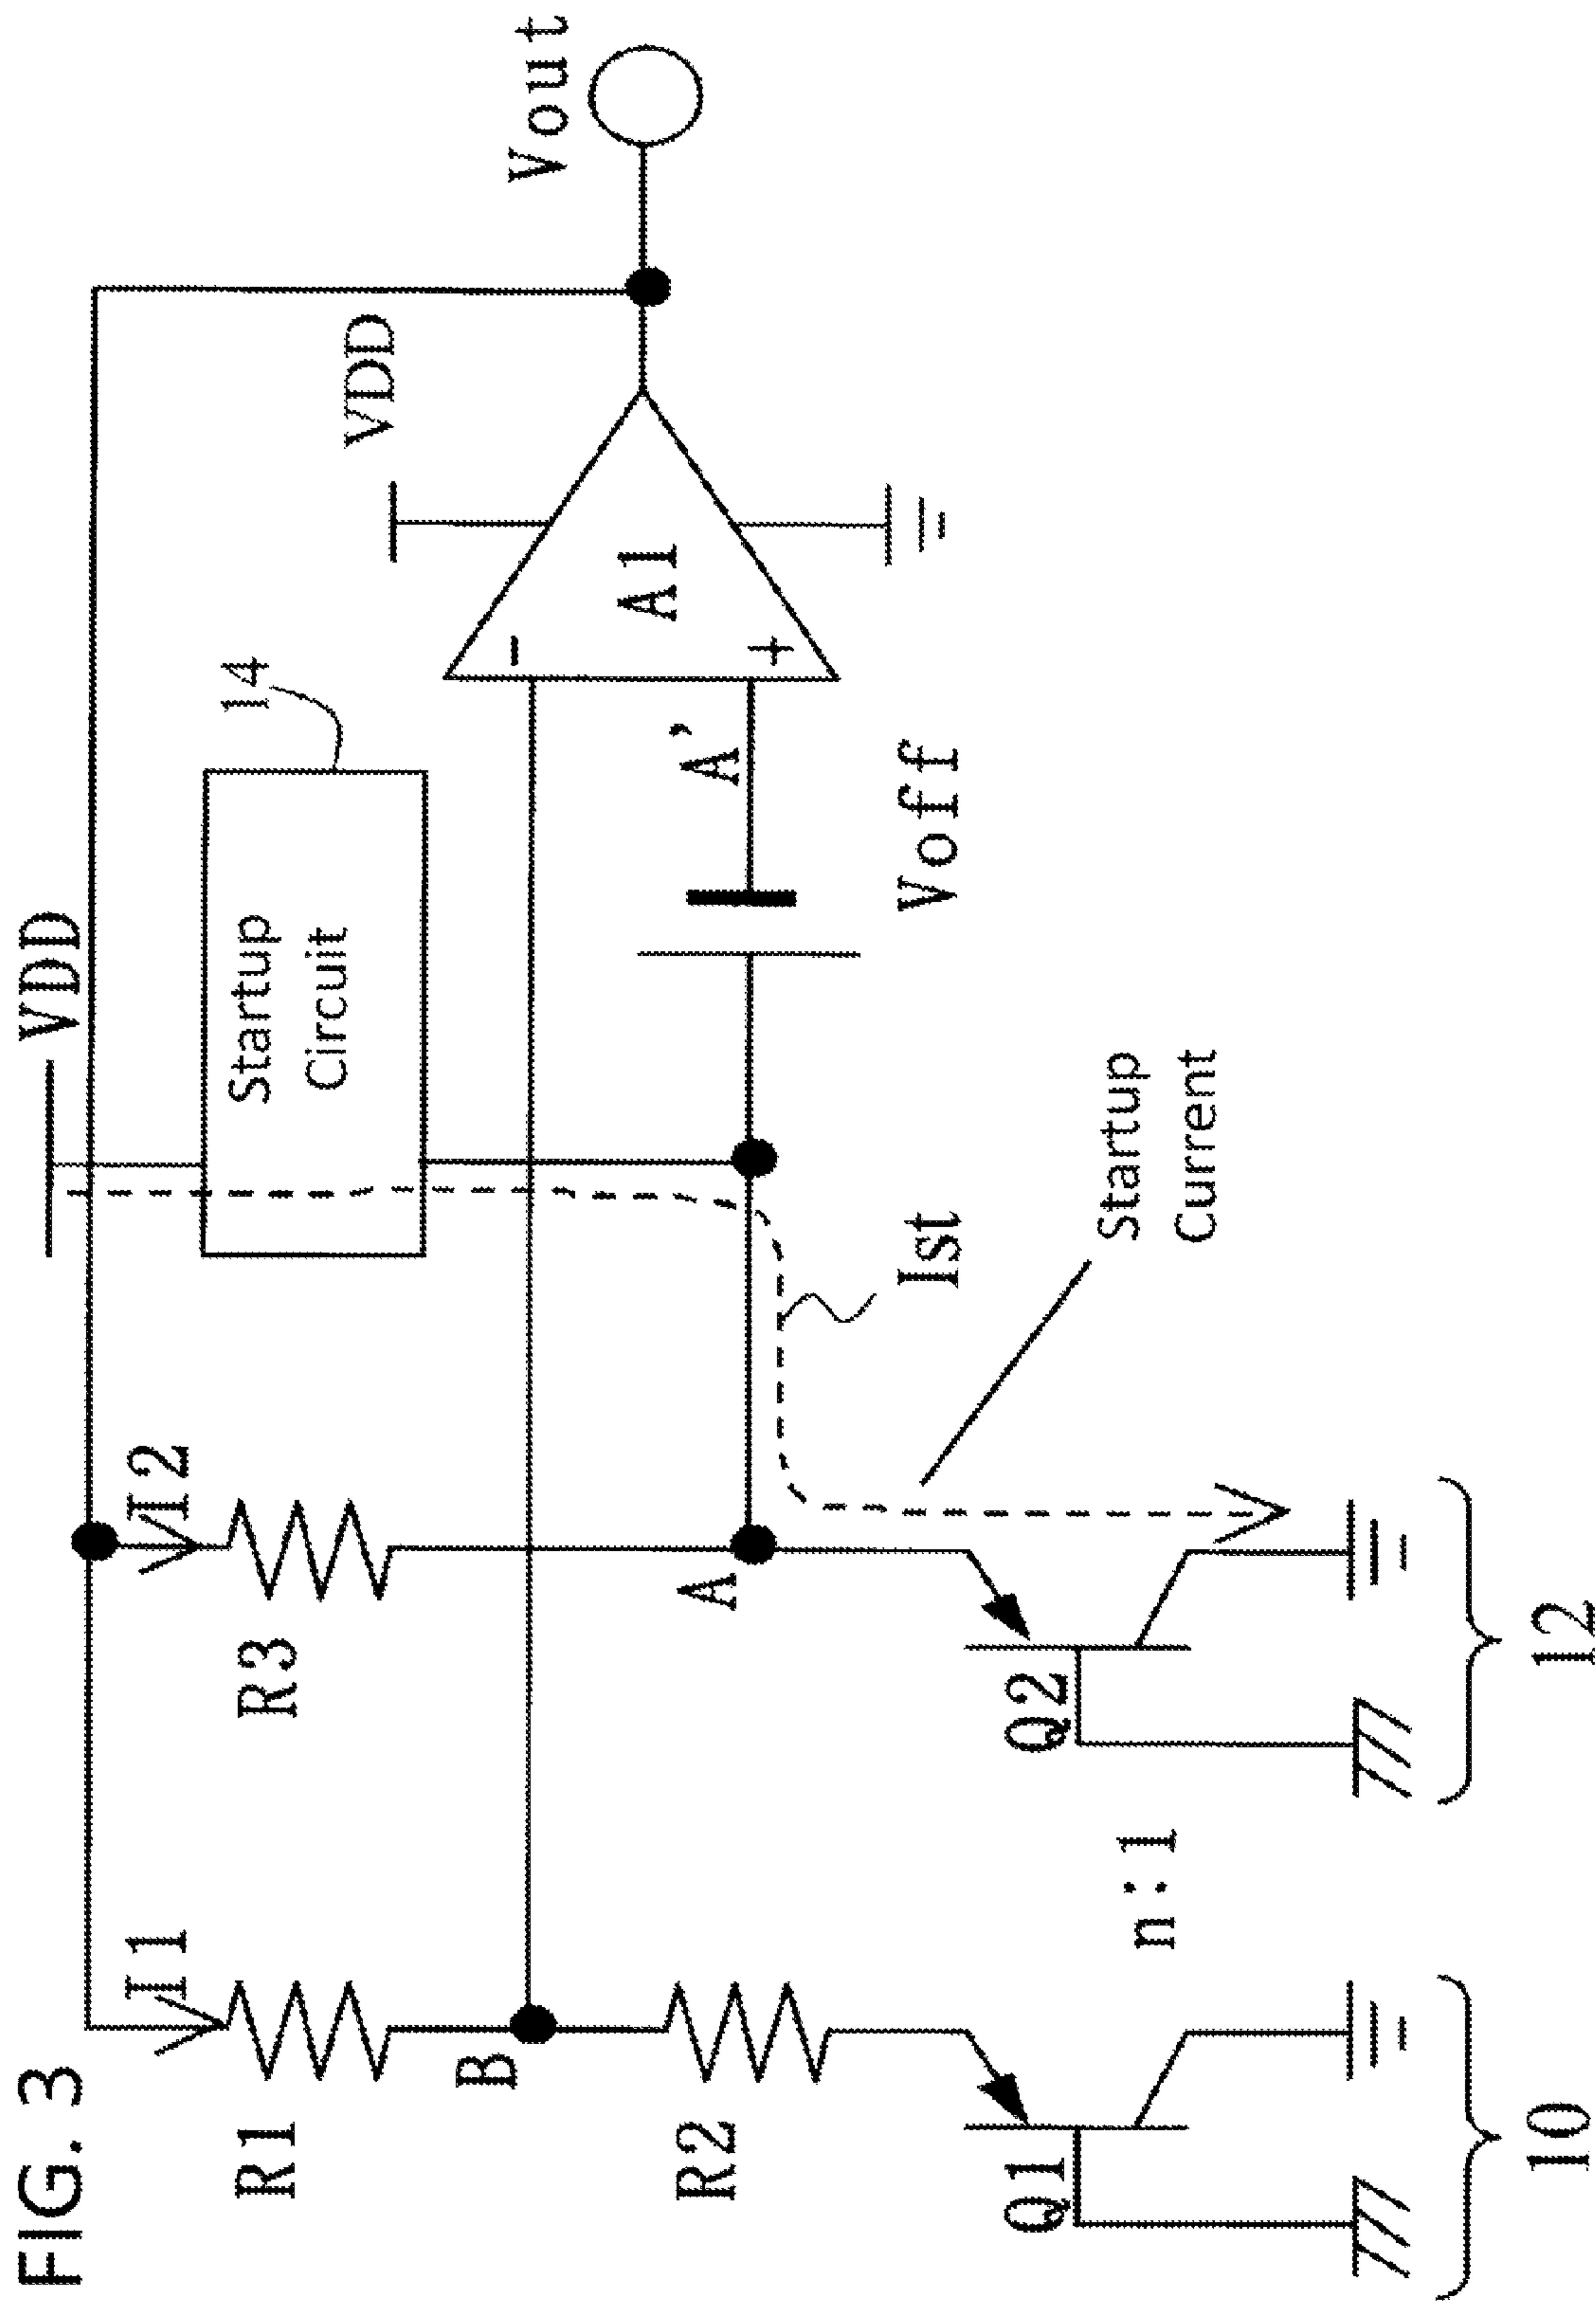 FIG. 3
VDD
Vout
I1
I2
R1
R3
Startup
Circuit
14
VDD
B
A
A1
-
+
A'
R2
Voff
Ist
Q1
Q2
n:1
Startup
Current
10
12